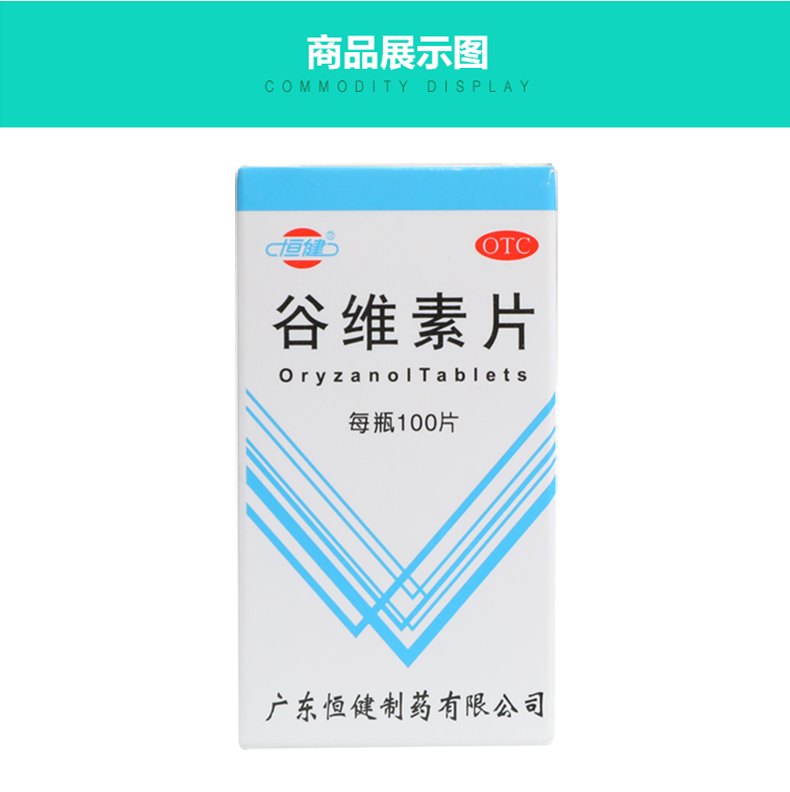 商品展示图
COMMODITY DISPLAY
恒健®
OTC
谷维素片
OryzanolTablets
每瓶100片
广东恒健制药有限公司